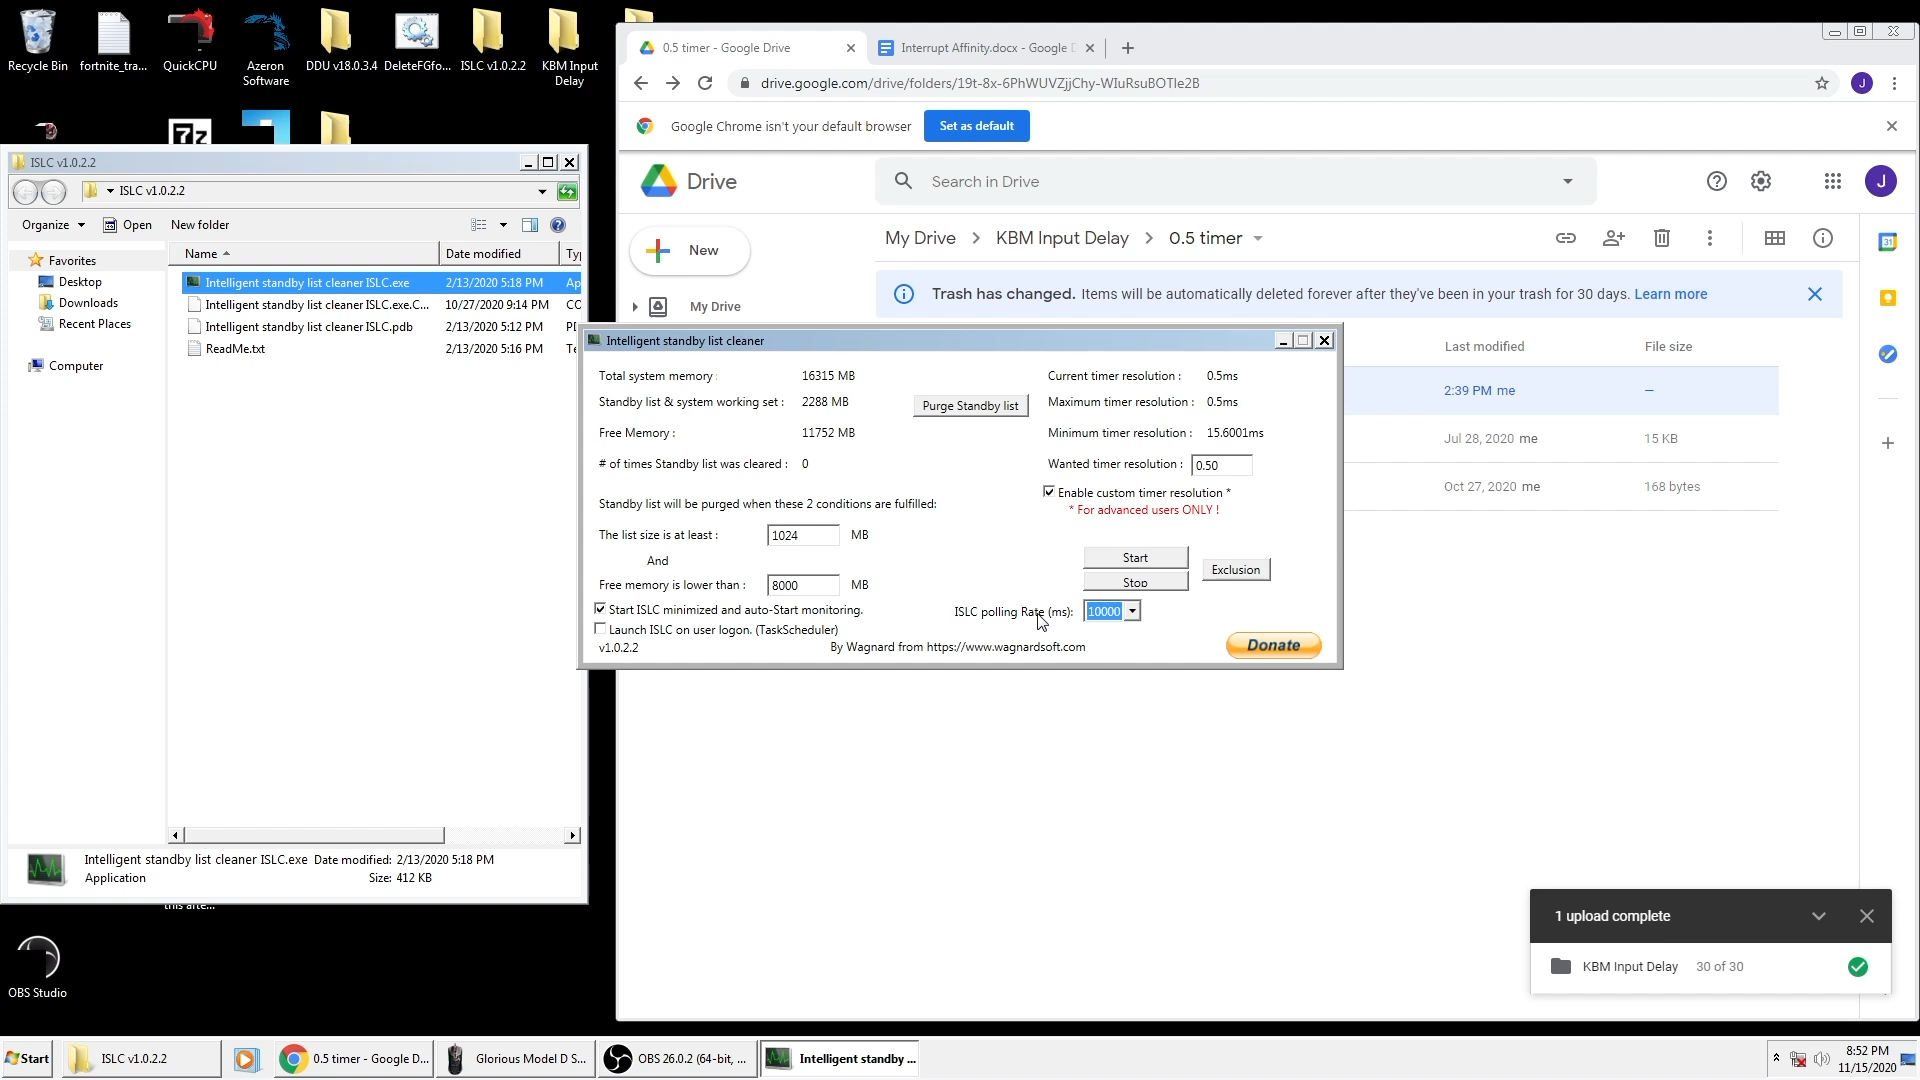 Recycle Bin
fortnite_tra...
QuickCPU
Azeron
Software
DDU v18.0.3.4
DeleteFGfo...
ISLC v1.0.2.2
KBM Input
Delay
7z
ISLC v1.0.2.2
ISLC v1.0.2.2
Organize
Open
New folder
Name
Date modified
Ty
Favorites
Desktop
Downloads
Recent Places
Computer
Intelligent standby list cleaner ISLC.exe 2/13/2020 5:18 PM Ap
Intelligent standby list cleaner ISLC.exe.C... 10/27/2020 9:14 PM CO
Intelligent standby list cleaner ISLC.pdb 2/13/2020 5:12 PM
ReadMe.txt 2/13/2020 5:16 PM Te
Intelligent standby list cleaner ISLC.exe Date modified: 2/13/2020 5:18 PM
Application Size: 412 KB
OBS Studio
0.5 timer - Google Drive
Interrupt Affinity.docx - Google
drive.google.com/drive/folders/19t-8x-6PhWUVZjjChy-WIuRsuBOTle2B
J
Google Chrome isn't your default browser
Set as default
Drive
Search in Drive
J
New
My Drive
KBM Input Delay
0.5 timer
31
Trash has changed. Items will be automatically deleted forever after they've been in your trash for 30 days. Learn more
My Drive
Last modified
File size
2:39 PM me —
Jul 28, 2020 me 15 KB
Oct 27, 2020 me 168 bytes
Intelligent standby list cleaner
Total system memory : 16315 MB
Standby list & system working set : 2288 MB
Free Memory : 11752 MB
# of times Standby list was cleared : 0
Purge Standby list
Current timer resolution : 0.5ms
Maximum timer resolution : 0.5ms
Minimum timer resolution : 15.6001ms
Wanted timer resolution : 0.50
Enable custom timer resolution *
* For advanced users ONLY !
Standby list will be purged when these 2 conditions are fulfilled:
The list size is at least : 1024 MB
And
Free memory is lower than : 8000 MB
Start
Stop
Exclusion
Start ISLC minimized and auto-Start monitoring.
ISLC polling Rate (ms): 10000
Launch ISLC on user logon. (TaskScheduler)
v1.0.2.2
By Wagnard from https://www.wagnardsoft.com
Donate
1 upload complete
KBM Input Delay 30 of 30
Start
ISLC v1.0.2.2
0.5 timer - Google D...
Glorious Model D S...
OBS 26.0.2 (64-bit, ...
Intelligent standby ...
8:52 PM
11/15/2020